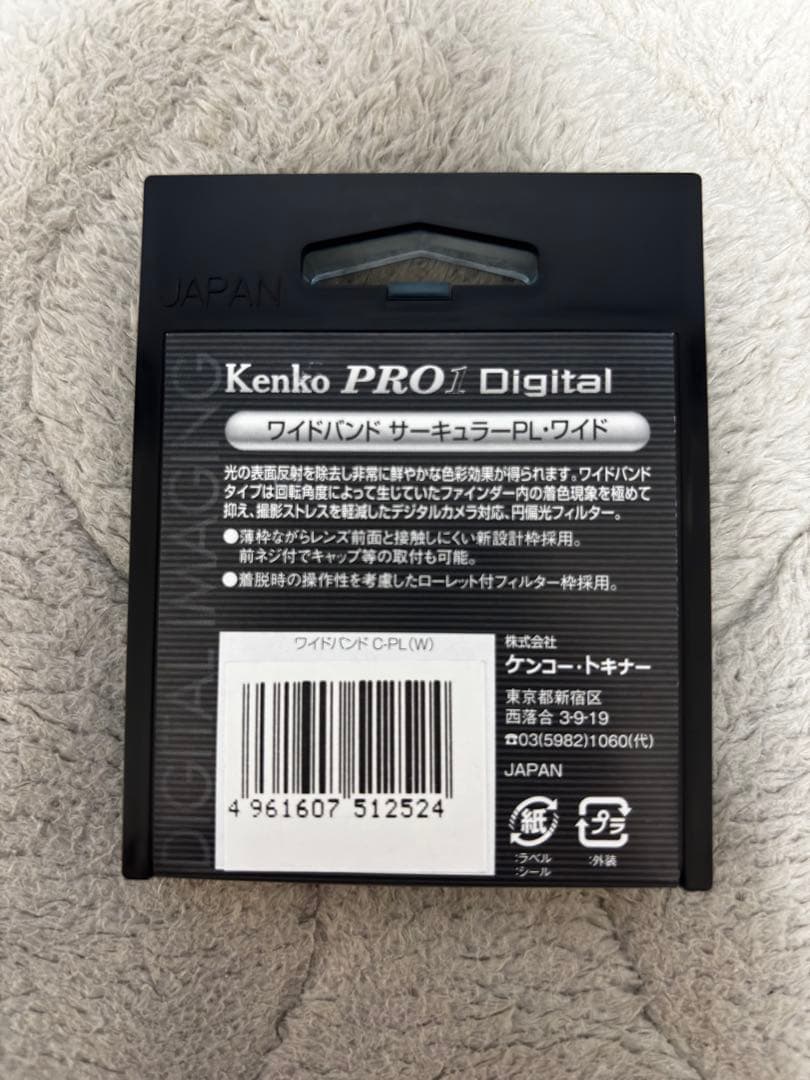 JAPAN
DIGITAL IMAGING
Kenko PRO1 Digital
ワイドバンド サーキュラーPL・ワイド
光の表面反射を除去し非常に鮮やかな色彩効果が得られます。ワイドバンド
タイプは回転角度によって生じていたファインダー内の着色現象を極めて
抑え、撮影ストレスを軽減したデジタルカメラ対応、円偏光フィルター。
●薄枠ながらレンズ前面と接触しにくい新設計枠採用。
前ネジ付でキャップ等の取付も可能。
●着脱時の操作性を考慮したローレット付フィルター枠採用。
ワイドバンド C-PL(W)
4 961607 512524
株式会社
ケンコー・トキナー
東京都新宿区
西落合 3-9-19
☎03(5982)1060(代)
JAPAN
紙
:ラベル
:シール
プラ
:外装